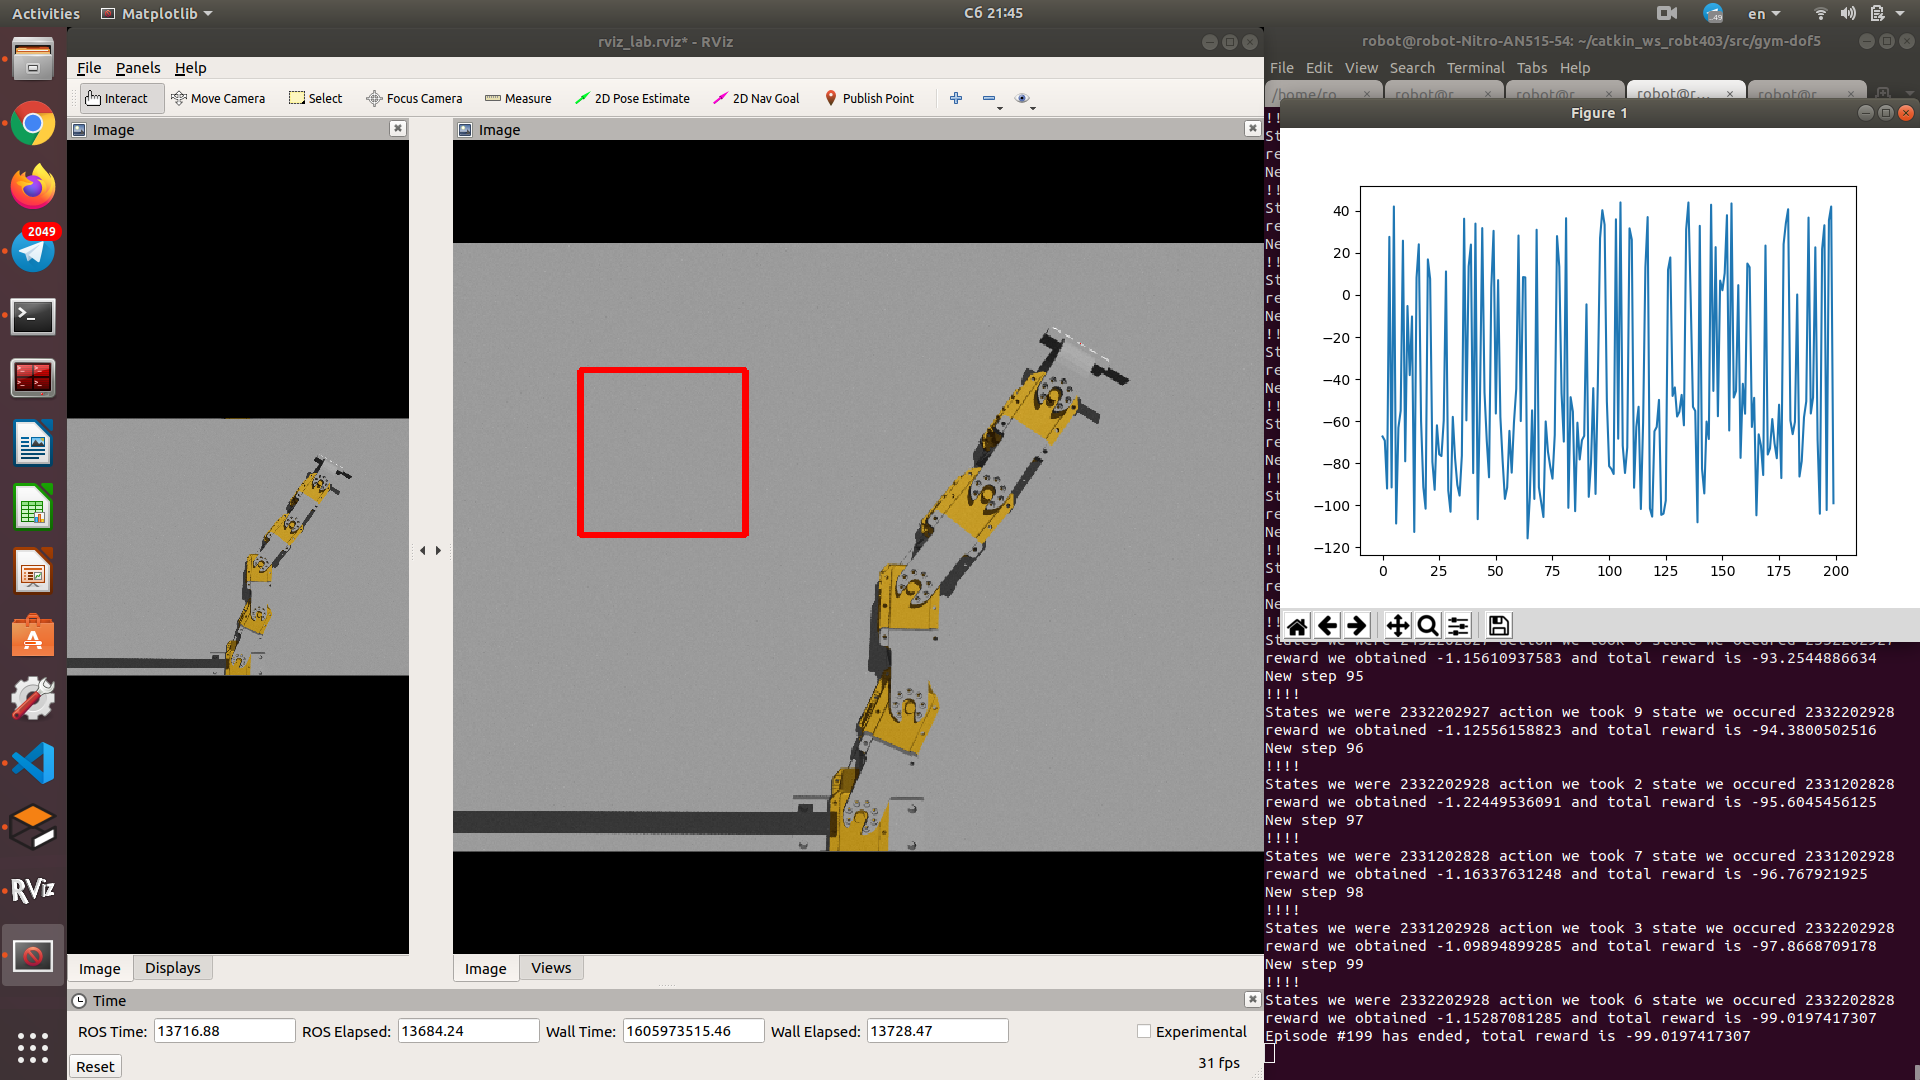 Activities
Matplotlib
Сб 21:45
49
en
rviz_lab.rviz* - RViz
File Panels Help
Interact
Move Camera
Select
Focus Camera
Measure
2D Pose Estimate
2D Nav Goal
Publish Point
Image
Image
2049
RViz
Image
Displays
Image
Views
Time
ROS Time: 13716.88
ROS Elapsed: 13684.24
Wall Time: 1605973515.46
Wall Elapsed: 13728.47
Experimental
Reset
31 fps
robot@robot-Nitro-AN515-54: ~/catkin_ws_robt403/src/gym-dof5
File Edit View Search Terminal Tabs Help
/home/ro
robot@r
robot@r
robot@r...
robot@r
Figure 1
40
20
0
−20
−40
−60
−80
−100
−120
0 25 50 75 100 125 150 175 200
reward we obtained -1.15610937583 and total reward is -93.2544886634
New step 95
!!!!
States we were 2332202927 action we took 9 state we occured 2332202928
reward we obtained -1.12556158823 and total reward is -94.3800502516
New step 96
!!!!
States we were 2332202928 action we took 2 state we occured 2331202828
reward we obtained -1.22449536091 and total reward is -95.6045456125
New step 97
!!!!
States we were 2331202828 action we took 7 state we occured 2331202928
reward we obtained -1.16337631248 and total reward is -96.767921925
New step 98
!!!!
States we were 2331202928 action we took 3 state we occured 2332202928
reward we obtained -1.09894899285 and total reward is -97.8668709178
New step 99
!!!!
States we were 2332202928 action we took 6 state we occured 2332202828
reward we obtained -1.15287081285 and total reward is -99.0197417307
Episode #199 has ended, total reward is -99.0197417307